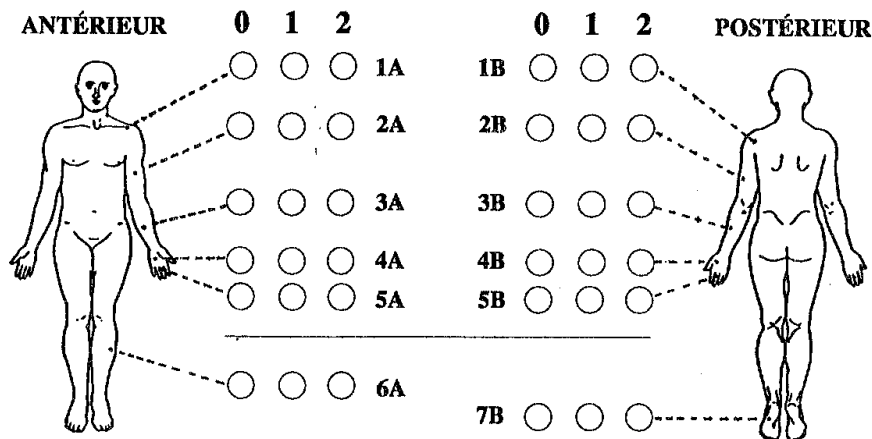 ANTÉRIEUR 0 1 2 0 1 2 POSTÉRIEUR
1A 1B
2A 2B
3A 3B
4A 4B
5A 5B
6A
7B